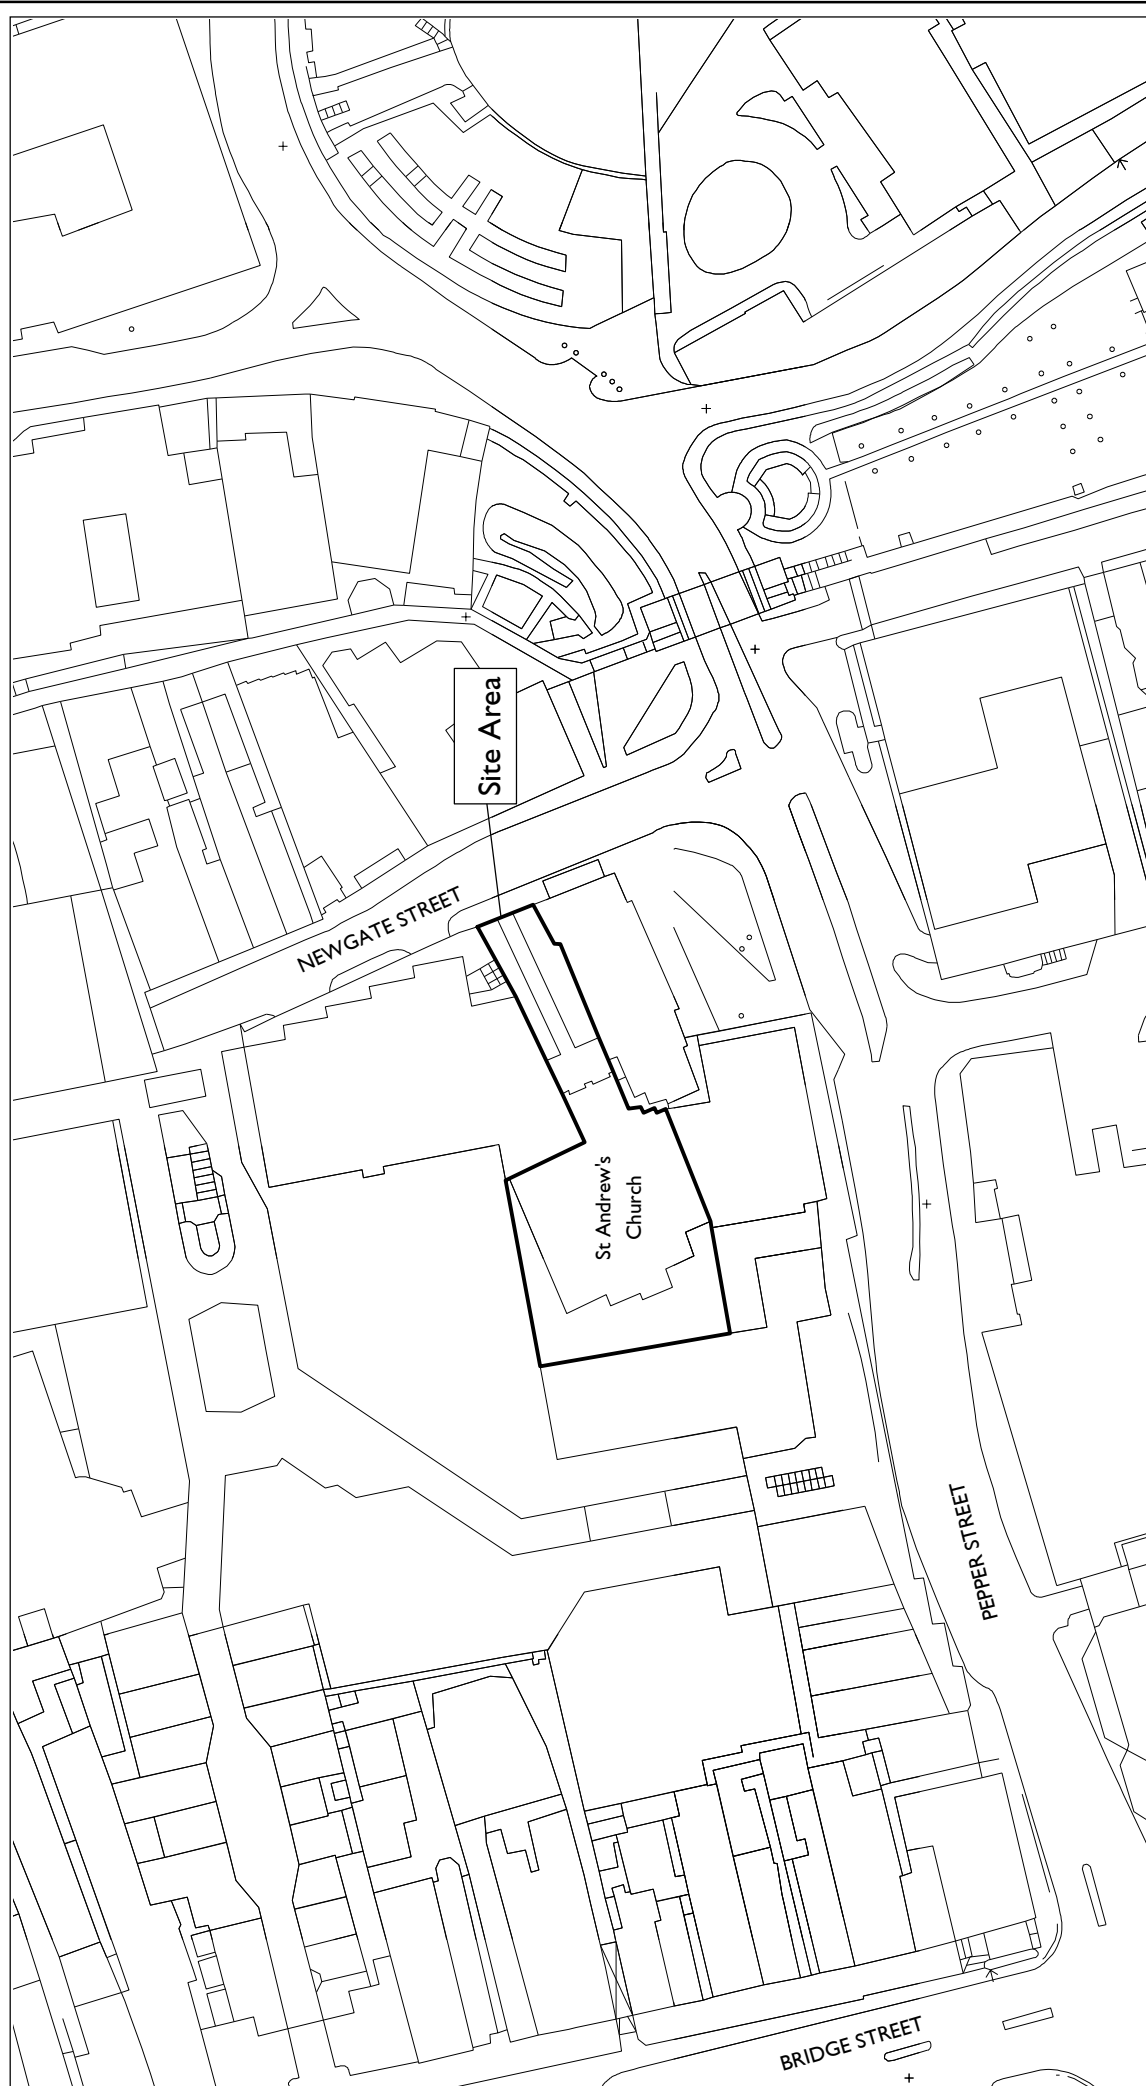 Site Area
NEWGATE STREET
St Andrew's
Church
PEPPER STREET
BRIDGE STREET